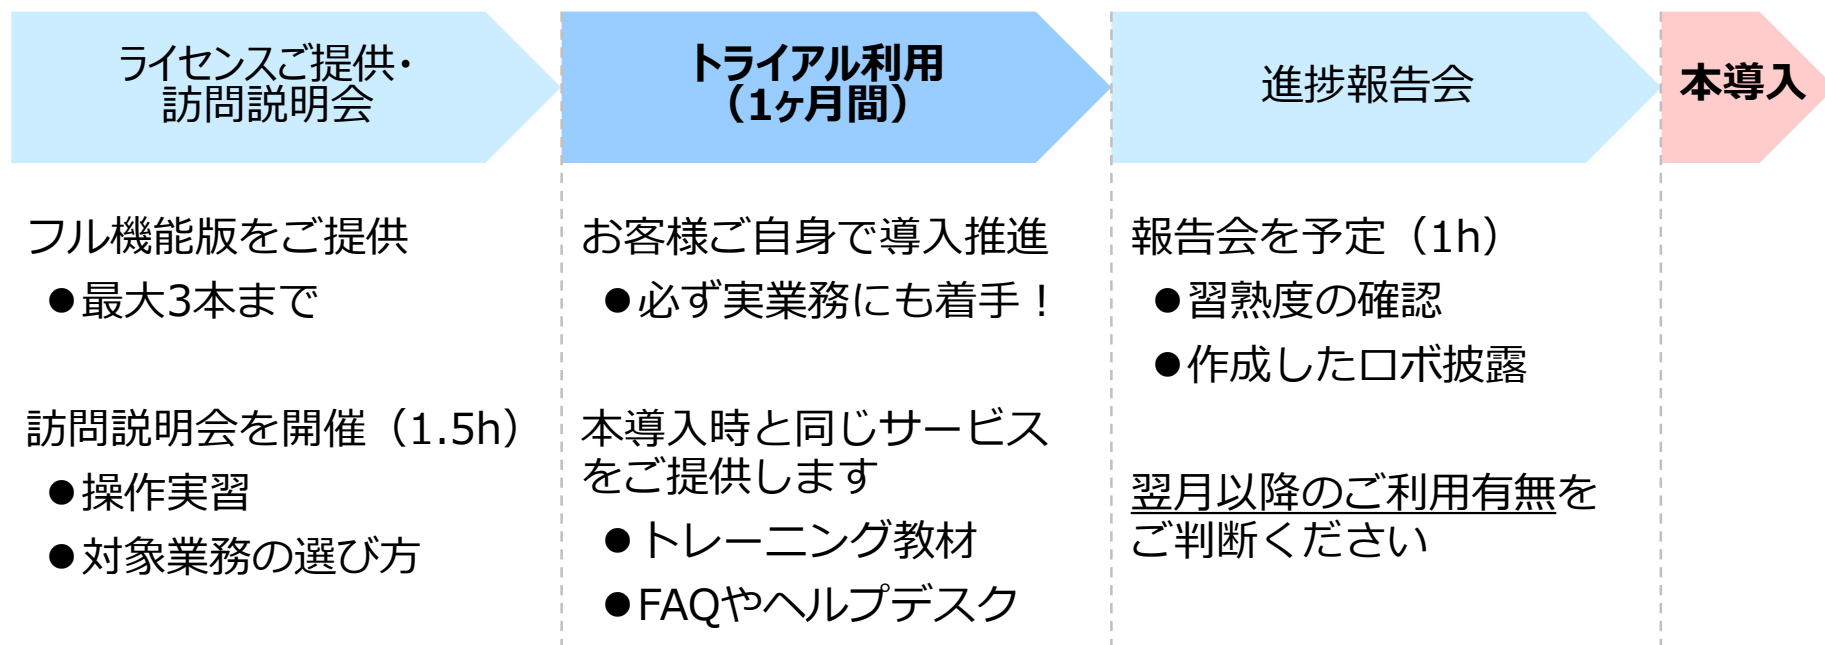 ライセンスご提供・
訪問説明会
トライアル利用
（1ヶ月間）
進捗報告会
本導入
フル機能版をご提供
●最大3本まで
訪問説明会を開催（1.5h）
●操作実習
●対象業務の選び方
お客様ご自身で導入推進
●必ず実業務にも着手！
本導入時と同じサービス
をご提供します
●トレーニング教材
●FAQやヘルプデスク
報告会を予定（1h）
●習熟度の確認
●作成したロボ披露
翌月以降のご利用有無を
ご判断ください